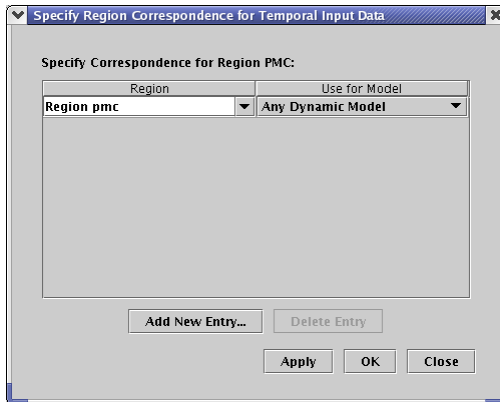 Specify Region Correspondence for Temporal Input Data
Specify Correspondence for Region PMC:
Region Use for Model
Region pmc Any Dynamic Model
Add New Entry... Delete Entry
Apply OK Close